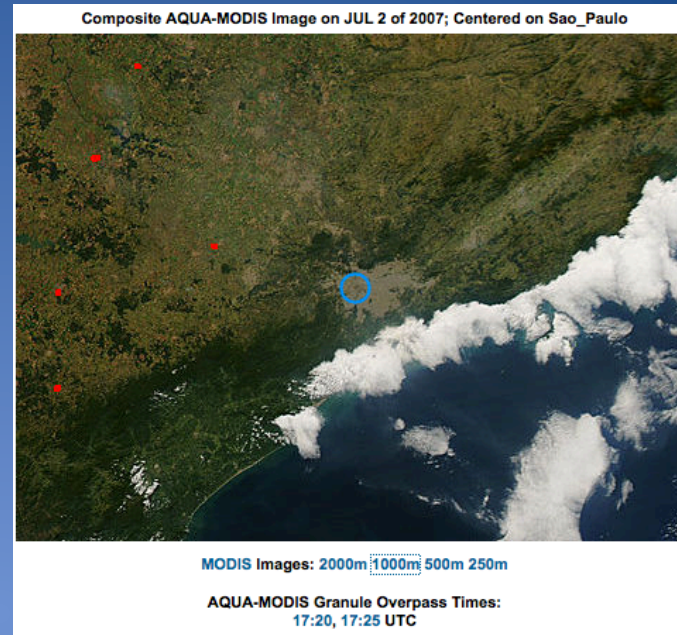 Composite AQUA-MODIS Image on JUL 2 of 2007; Centered on Sao_Paulo
MODIS Images: 2000m 1000m 500m 250m
AQUA-MODIS Granule Overpass Times:
17:20, 17:25 UTC